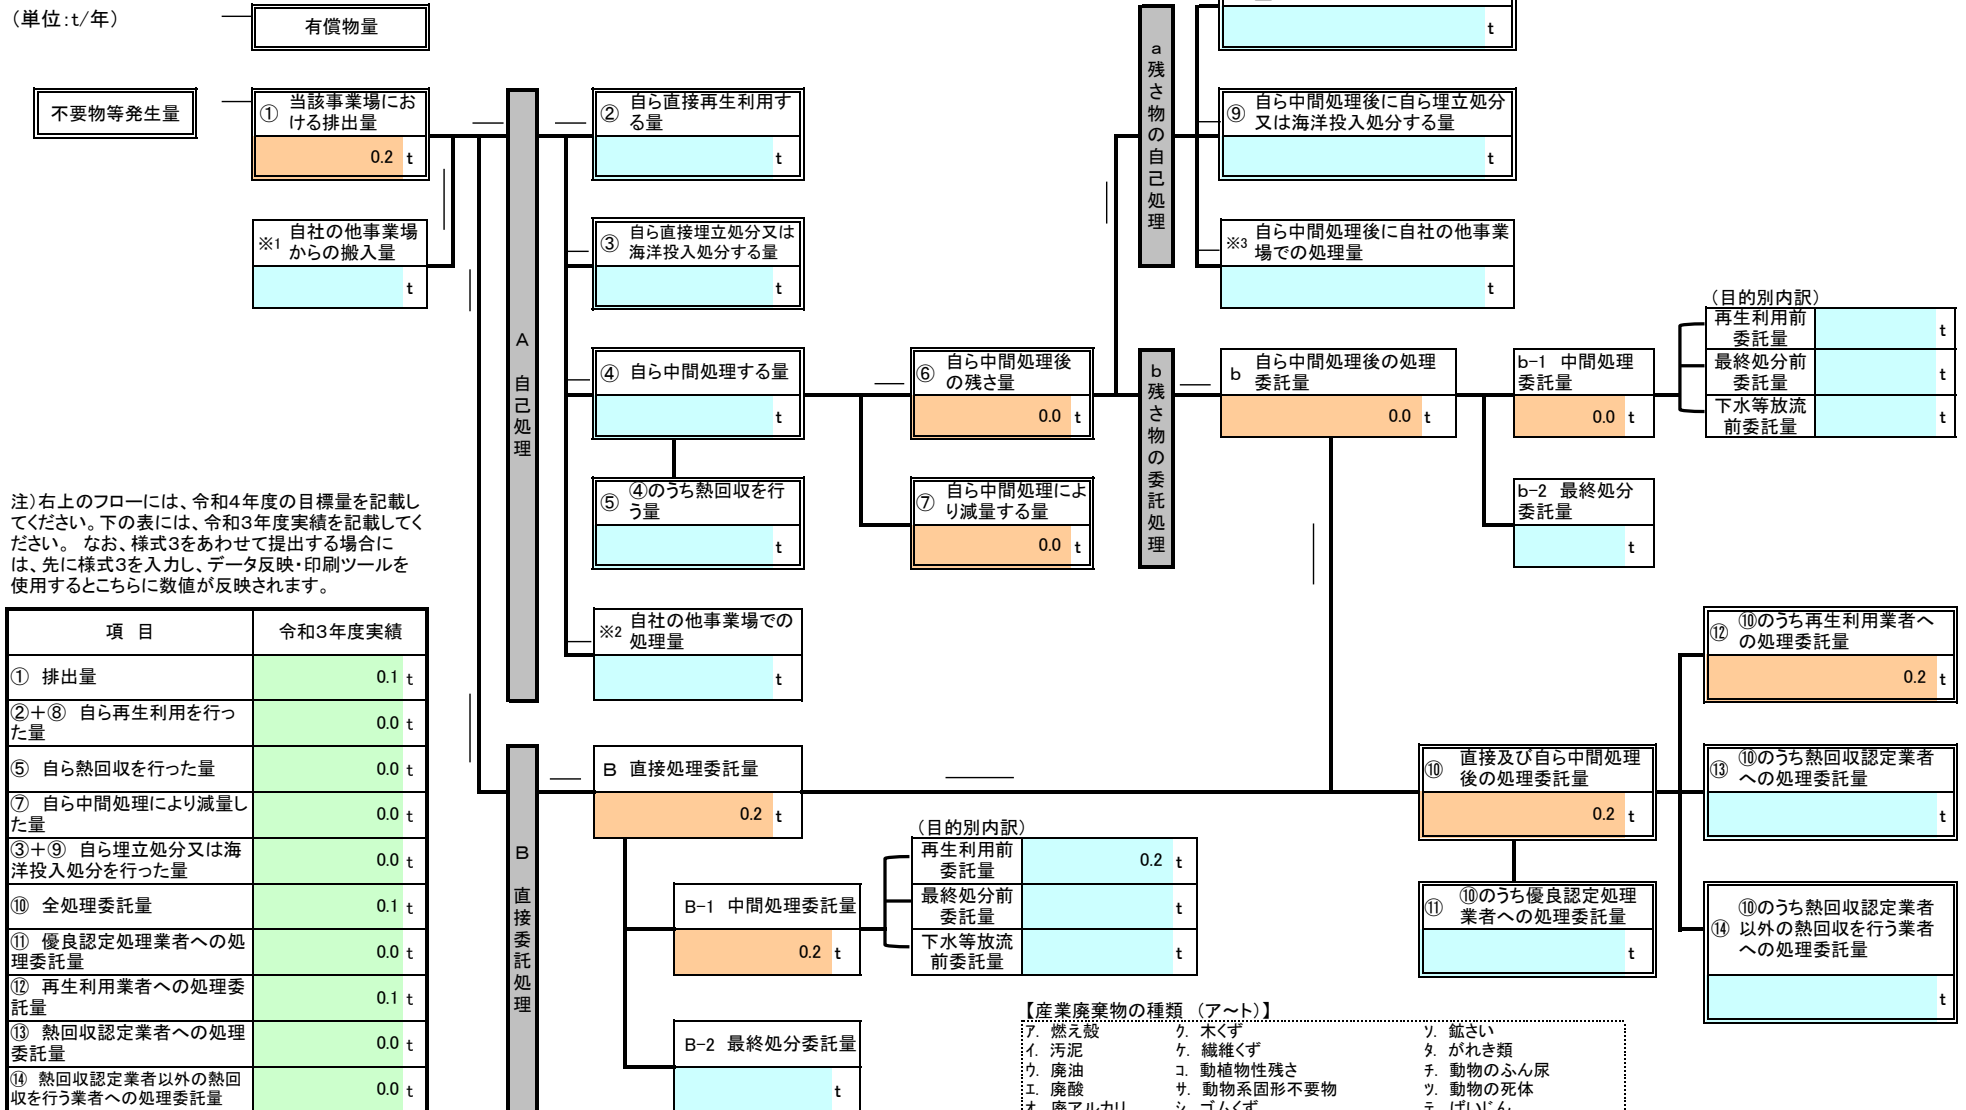 （単位：t/年）
有償物量
t
不要物等発生量
① 当該事業場にお
ける排出量
0.2 t
※1 自社の他事業場
からの搬入量
t
A 自己処理
② 自ら直接再生利用す
る量
t
③ 自ら直接埋立処分又は
海洋投入処分する量
t
④ 自ら中間処理する量
t
⑤ ④のうち熱回収を行
う量
t
※2 自社の他事業場での
処理量
t
⑥ 自ら中間処理後
の残さ量
0.0 t
⑦ 自ら中間処理によ
り減量する量
0.0 t
a 残さ物の自己処理
⑨ 自ら中間処理後に自ら埋立処分
又は海洋投入処分する量
t
※3 自ら中間処理後に自社の他事業
場での処理量
t
b 残さ物の委託処理
b 自ら中間処理後の処理
委託量
0.0 t
b-1 中間処理
委託量
0.0 t
b-2 最終処分
委託量
t
（目的別内訳）
再生利用前
委託量
t
最終処分前
委託量
t
下水等放流
前委託量
t
注）右上のフローには、令和４年度の目標量を記載し
てください。下の表には、令和３年度実績を記載してく
ださい。 なお、様式３をあわせて提出する場合に
は、先に様式３を入力し、データ反映・印刷ツールを
使用するとこちらに数値が反映されます。
項 目 令和３年度実績
① 排出量 0.1 t
②＋⑧ 自ら再生利用を行っ
た量 0.0 t
⑤ 自ら熱回収を行った量 0.0 t
⑦ 自ら中間処理により減量し
た量 0.0 t
③＋⑨ 自ら埋立処分又は海
洋投入処分を行った量 0.0 t
⑩ 全処理委託量 0.1 t
⑪ 優良認定処理業者への処
理委託量 0.0 t
⑫ 再生利用業者への処理委
託量 0.1 t
⑬ 熱回収認定業者への処理
委託量 0.0 t
⑭ 熱回収認定業者以外の熱回
収を行う業者への処理委託量 0.0 t
B 直接委託処理
B 直接処理委託量
0.2 t
B-1 中間処理委託量
0.2 t
B-2 最終処分委託量
t
（目的別内訳）
再生利用前
委託量
0.2 t
最終処分前
委託量
t
下水等放流
前委託量
t
⑩ 直接及び自ら中間処理
後の処理委託量
0.2 t
⑪ ⑩のうち優良認定処理
業者への処理委託量
t
⑫ ⑩のうち再生利用業者へ
の処理委託量
0.2 t
⑬ ⑩のうち熱回収認定業者
への処理委託量
t
⑭ ⑩のうち熱回収認定業者
以外の熱回収を行う業者
への処理委託量
t
【産業廃棄物の種類 （ア～ト）】
ア. 燃え殻 ク. 木くず ソ. 鉱さい
イ. 汚泥 ケ. 繊維くず タ. がれき類
ウ. 廃油 コ. 動植物性残さ チ. 動物のふん尿
エ. 廃酸 サ. 動物系固形不要物 ツ. 動物の死体
オ. 廃アルカリ シ. ゴムくず テ. ばいじん